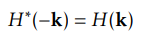 H*(−k) = H(k)